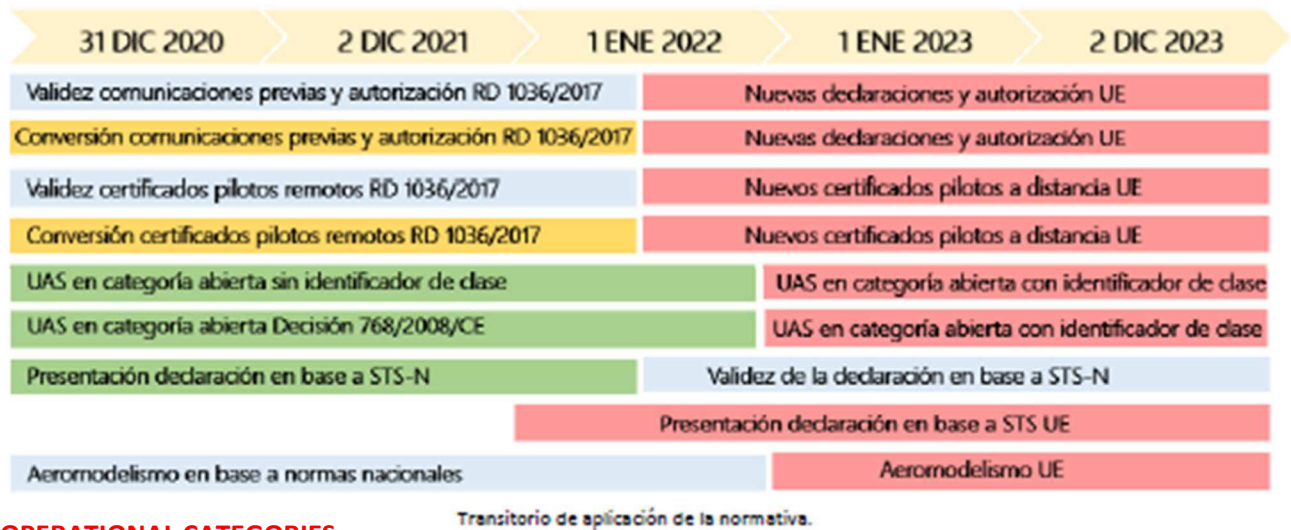 31 DIC 2020 2 DIC 2021 1 ENE 2022 1 ENE 2023 2 DIC 2023
Validez comunicaciones previas y autorización RD 1036/2017 Nuevas declaraciones y autorización UE
Conversión comunicaciones previas y autorización RD 1036/2017 Nuevas declaraciones y autorización UE
Validez certificados pilotos remotos RD 1036/2017 Nuevos certificados pilotos a distancia UE
Conversión certificados pilotos remotos RD 1036/2017 Nuevos certificados pilotos a distancia UE
UAS en categoría abierta sin identificador de clase UAS en categoría abierta con identificador de clase
UAS en categoría abierta Decisión 768/2008/CE UAS en categoría abierta con identificador de clase
Presentación declaración en base a STS-N Validez de la declaración en base a STS-N
Presentación declaración en base a STS UE
Aeromodelismo en base a normas nacionales Aeromodelismo UE
Transitorio de aplicación de la normativa.